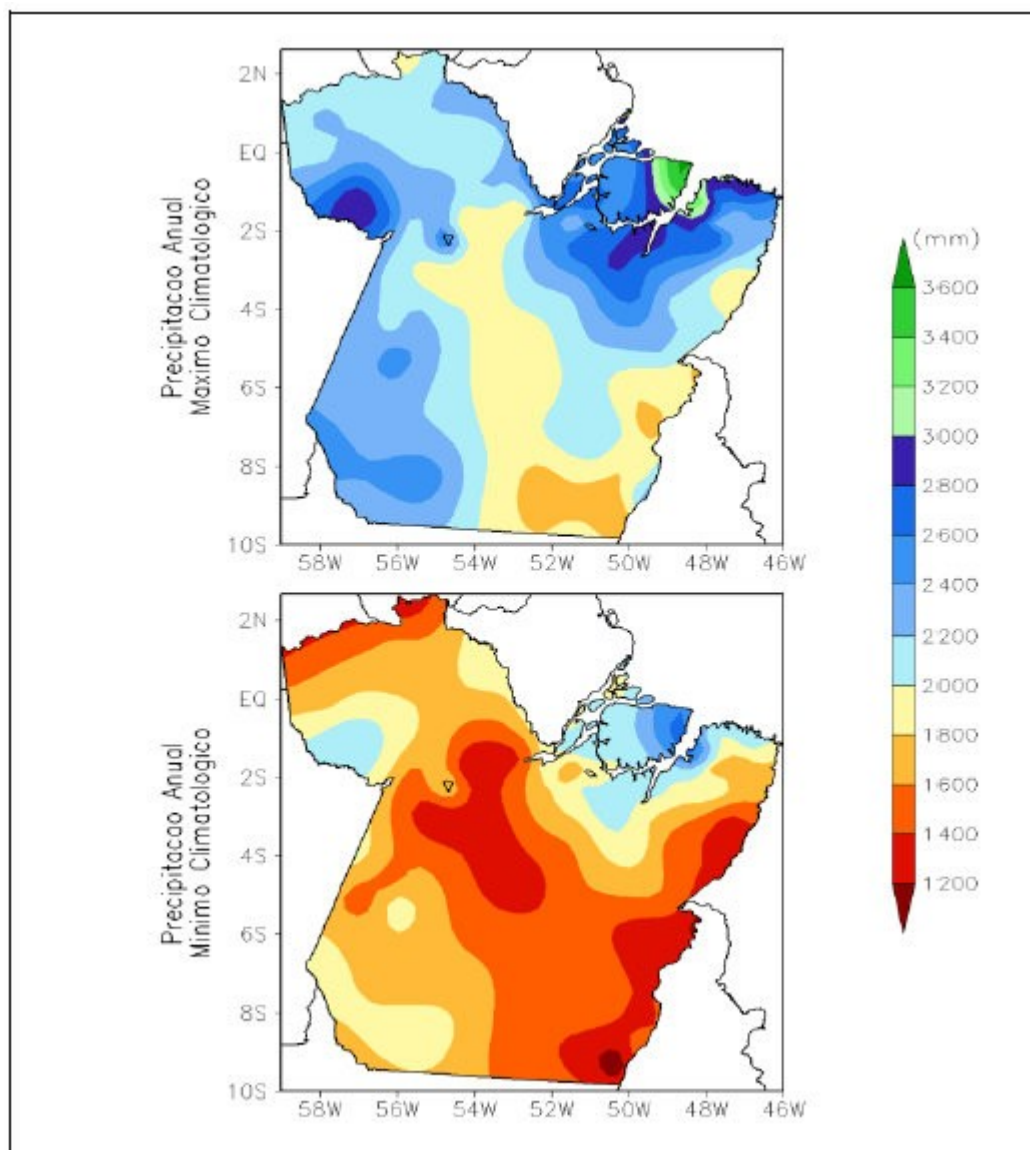 Precipitacao Anual
Maximo Climatologico
2N
EQ
2S
4S
6S
8S
10S
58W 56W 54W 52W 50W 48W 46W
(mm)
3600
3400
3200
3000
2800
2600
2400
2200
2000
1800
1600
1400
1200
Precipitacao Anual
Minimo Climatologico
2N
EQ
2S
4S
6S
8S
10S
58W 56W 54W 52W 50W 48W 46W